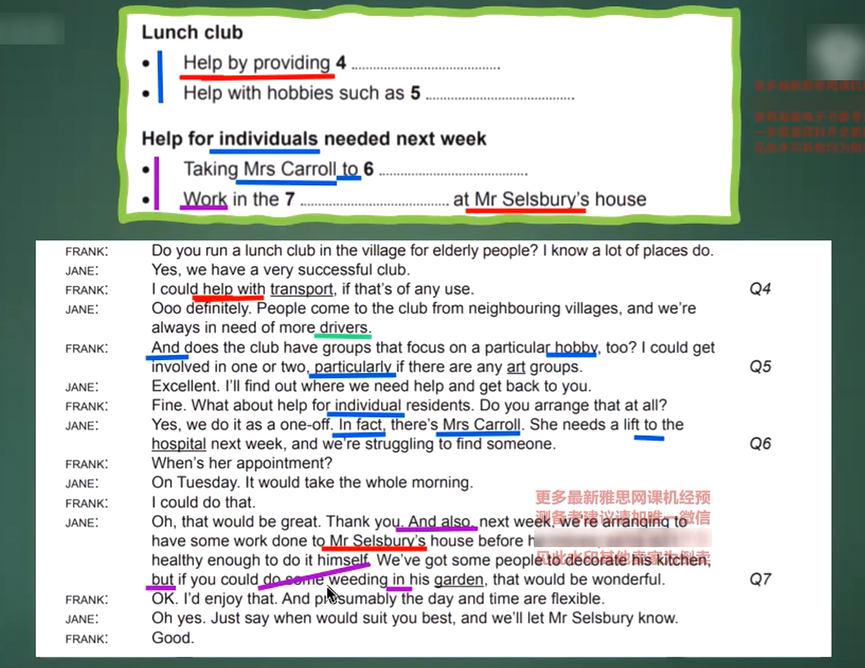 Lunch club
• Help by providing 4 ........................................
• Help with hobbies such as 5 ........................................
Help for individuals needed next week
• Taking Mrs Carroll to 6 ........................................
• Work in the 7 ........................................ at Mr Selsbury's house
FRANK: Do you run a lunch club in the village for elderly people? I know a lot of places do.
JANE: Yes, we have a very successful club.
FRANK: I could help with transport, if that's of any use. Q4
JANE: Ooo definitely. People come to the club from neighbouring villages, and we're
always in need of more drivers.
FRANK: And does the club have groups that focus on a particular hobby, too? I could get
involved in one or two, particularly if there are any art groups. Q5
JANE: Excellent. I'll find out where we need help and get back to you.
FRANK: Fine. What about help for individual residents. Do you arrange that at all?
JANE: Yes, we do it as a one-off. In fact, there's Mrs Carroll. She needs a lift to the
hospital next week, and we're struggling to find someone. Q6
FRANK: When's her appointment?
JANE: On Tuesday. It would take the whole morning.
FRANK: I could do that.
JANE: Oh, that would be great. Thank you. And also, next week, we're arranging to
have some work done to Mr Selsbury's house before h
healthy enough to do it himself. We've got some people to decorate his kitchen,
but if you could do some weeding in his garden, that would be wonderful. Q7
FRANK: OK. I'd enjoy that. And presumably the day and time are flexible.
JANE: Oh yes. Just say when would suit you best, and we'll let Mr Selsbury know.
FRANK: Good.
更多最新雅思网课机经预
测备考建议请加唯一微信